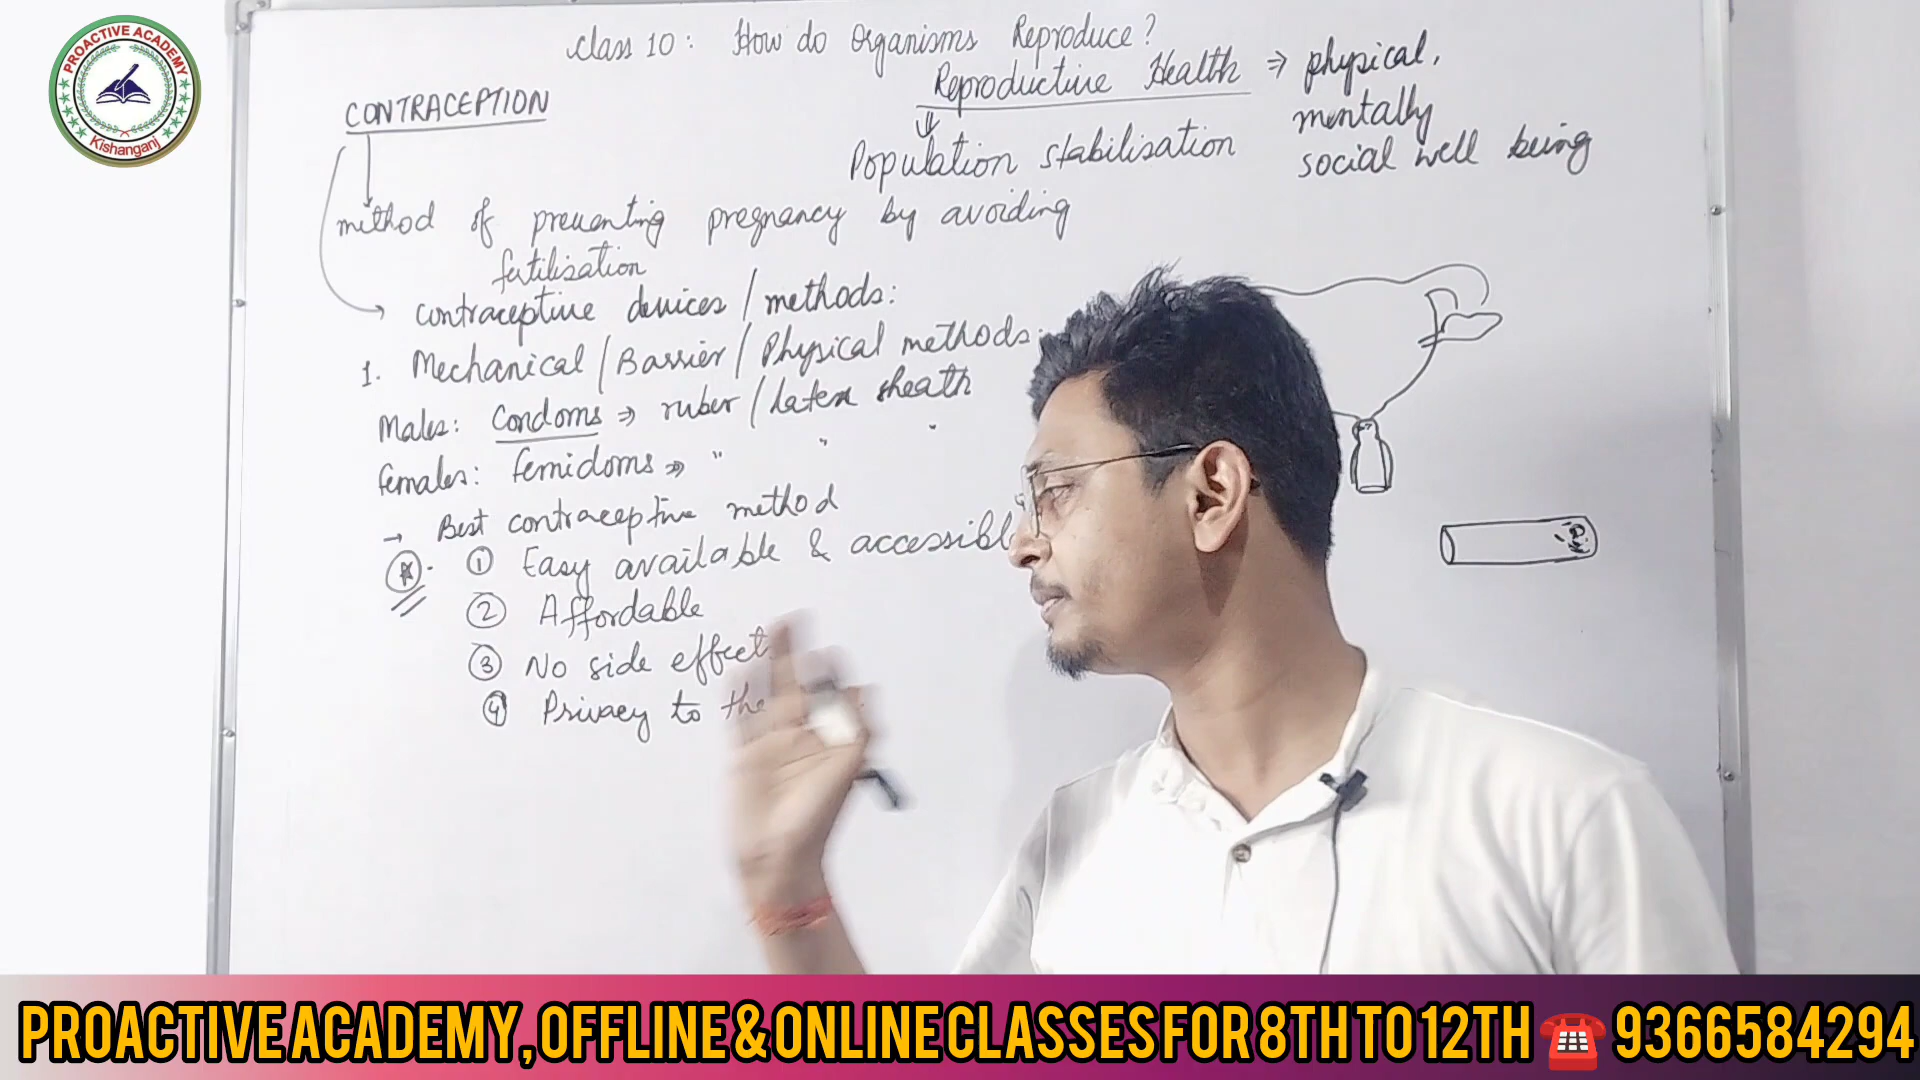 PROACTIVE ACADEMY
Kishanganj
Class 10: How do Organisms Reproduce?
CONTRACEPTION
Reproductive Health ⇒ physical,
mentally
social well being
Population stabilisation
method of preventing pregnancy by avoiding
fertilisation
contraceptive devices / methods:
1. Mechanical / Barrier / Physical methods:
Males: Condoms ⇒ ruber / Latex sheath
females: femidoms ⇒ " " "
→ Best contraceptive method
① Easy available & accessibl
② Affordable
③ No side effect
④ Privacy to the
PROACTIVE ACADEMY, OFFLINE & ONLINE CLASSES FOR 8TH TO 12TH ☎ 9366584294